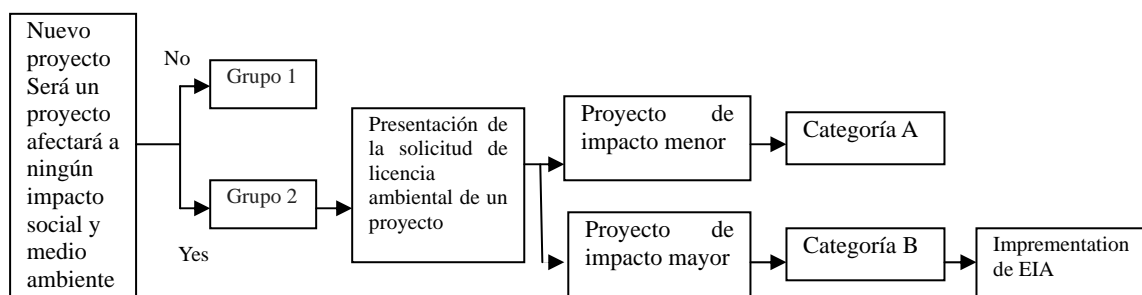 Nuevo
proyecto
Será un
proyecto
afectará a
ningún
impacto
social y
medio
ambiente
No
Yes
Grupo 1
Grupo 2
Presentación de
la solicitud de
licencia
ambiental de un
proyecto
Proyecto de
impacto menor
Categoría A
Proyecto de
impacto mayor
Categoría B
Imprementation
de EIA